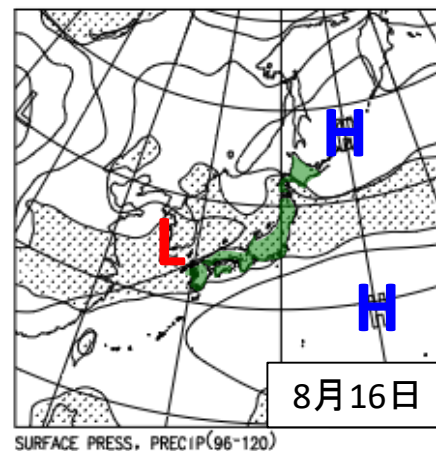 H
L
H
8月16日
SURFACE PRESS, PRECIP(96-120)